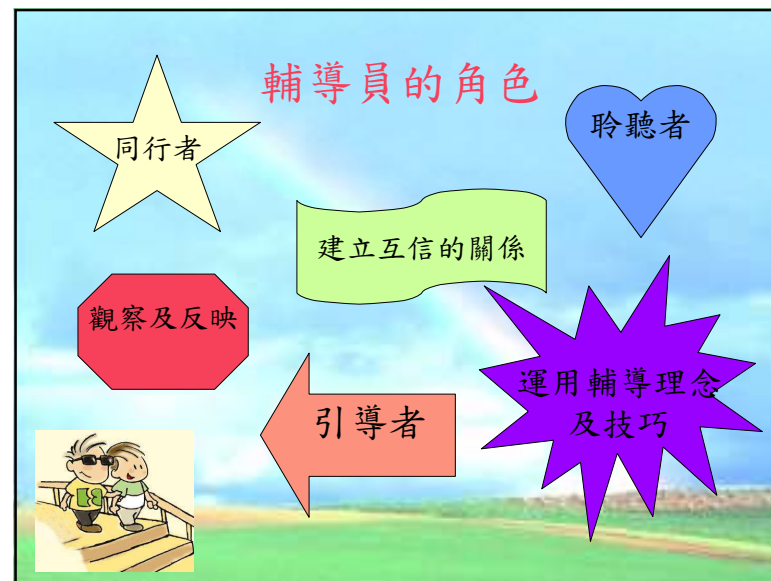 輔導員的角色
同行者
聆聽者
建立互信的關係
觀察及反映
運用輔導理念
及技巧
引導者